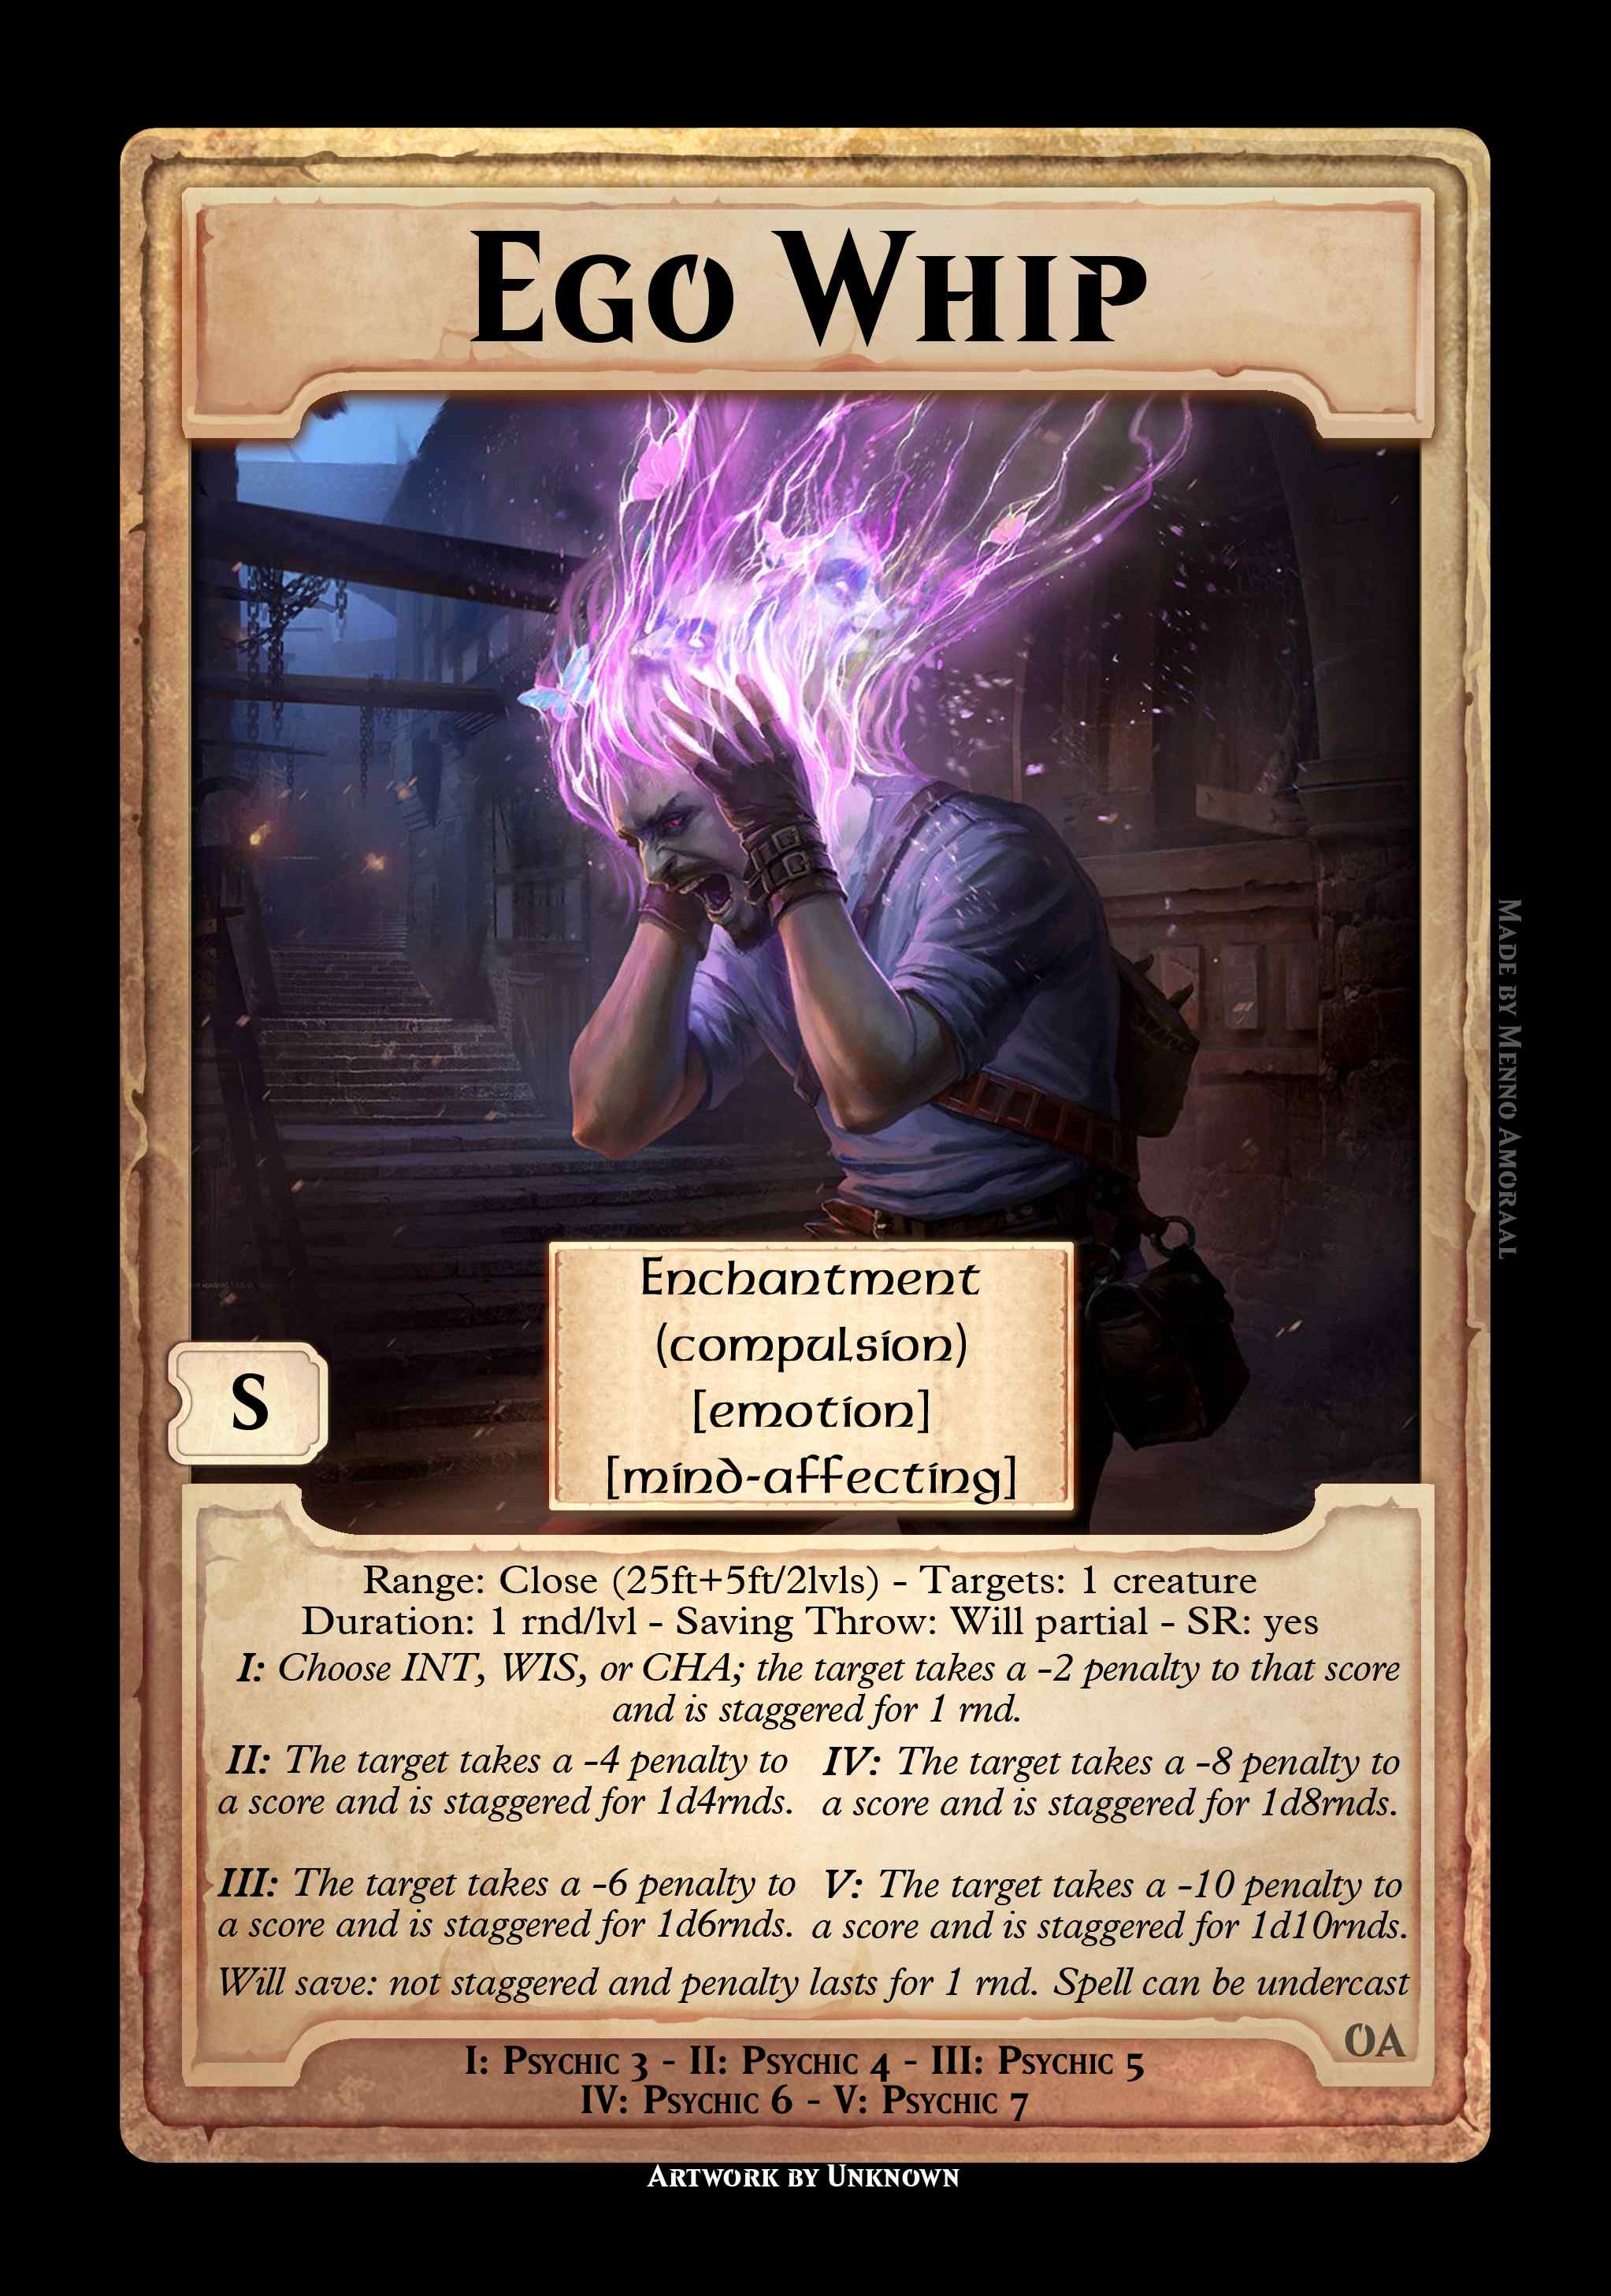 Ego Whip
Enchantment
(compulsion)
[emotion]
[mind-affecting]
S
Range: Close (25ft+5ft/2lvls) - Targets: 1 creature
Duration: 1 rnd/lvl - Saving Throw: Will partial - SR: yes
I: Choose INT, WIS, or CHA; the target takes a -2 penalty to that score
and is staggered for 1 rnd.
II: The target takes a -4 penalty to
a score and is staggered for 1d4rnds.
III: The target takes a -6 penalty to
a score and is staggered for 1d6rnds.
IV: The target takes a -8 penalty to
a score and is staggered for 1d8rnds.
V: The target takes a -10 penalty to
a score and is staggered for 1d10rnds.
Will save: not staggered and penalty lasts for 1 rnd. Spell can be undercast
OA
I: Psychic 3 - II: Psychic 4 - III: Psychic 5
IV: Psychic 6 - V: Psychic 7
Artwork by Unknown
Made by Menno Amoraal